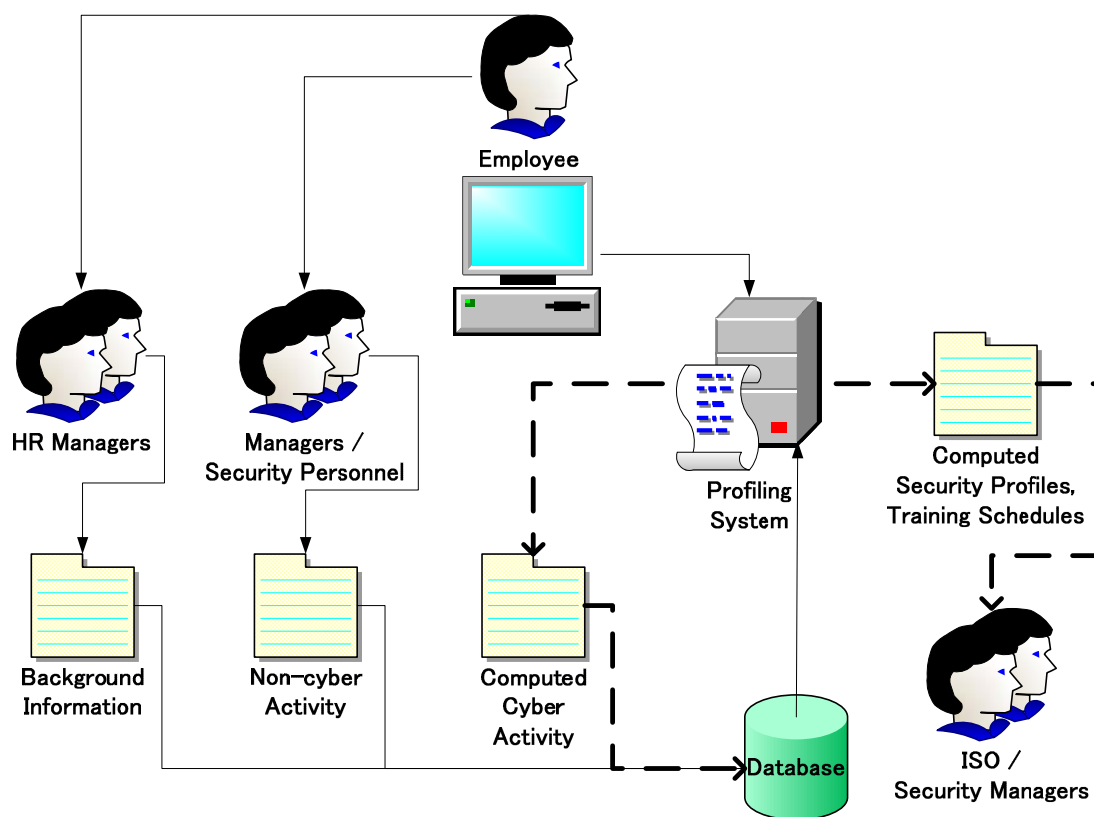 Employee
HR Managers
Managers /
Security Personnel
Profiling
System
Computed
Security Profiles,
Training Schedules
Background
Information
Non-cyber
Activity
Computed
Cyber
Activity
Database
ISO /
Security Managers